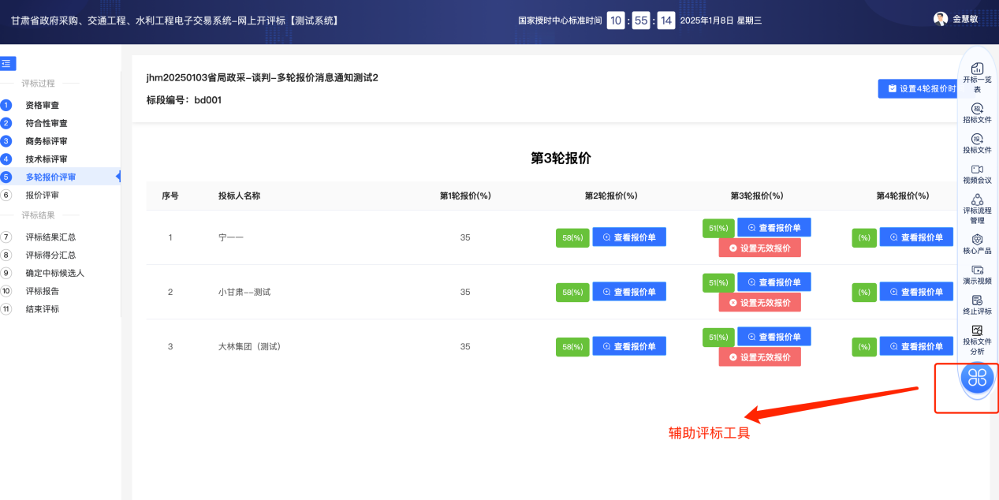 甘肃省政府采购、交通工程、水利工程电子交易系统-网上开评标【测试系统】
国家授时中心标准时间 10 : 55 : 14 2025年1月8日 星期三
金慧敏
评标过程
1 资格审查
2 符合性审查
3 商务标评审
4 技术标评审
5 多轮报价评审
6 报价评审
评标结果
7 评标结果汇总
8 评标得分汇总
9 确定中标候选人
10 评标报告
11 结束评标
jhm20250103省局政采-谈判-多轮报价消息通知测试2
标段编号：bd001
设置4轮报价时
第3轮报价
序号 投标人名称 第1轮报价(%) 第2轮报价(%) 第3轮报价(%) 第4轮报价(%)
1 宁一一 35 58(%) 查看报价单 51(%) 查看报价单 (%) 查看报价单
设置无效报价
2 小甘肃--测试 35 58(%) 查看报价单 51(%) 查看报价单 (%) 查看报价单
设置无效报价
3 大林集团（测试） 35 58(%) 查看报价单 51(%) 查看报价单 (%) 查看报价单
设置无效报价
开标一览
表
招标文件
投标文件
视频会议
评标流程
管理
核心产品
演示视频
终止评标
投标文件
分析
辅助评标工具